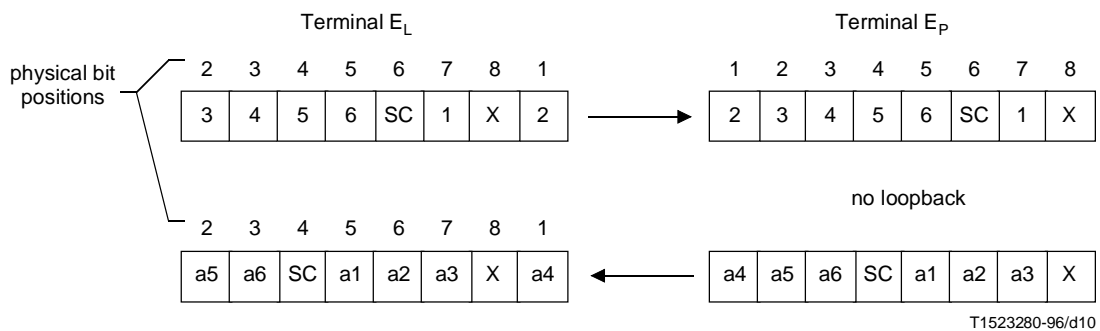 Terminal EL
Terminal EP
physical bit positions
2 3 4 5 6 7 8 1
1 2 3 4 5 6 7 8
3 4 5 6 SC 1 X 2
2 3 4 5 6 SC 1 X
no loopback
2 3 4 5 6 7 8 1
a5 a6 SC a1 a2 a3 X a4
a4 a5 a6 SC a1 a2 a3 X
T1523280-96/d10